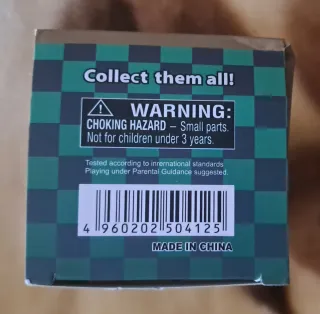 Collect them all!
WARNING:
CHOKING HAZARD – Small parts.
Not for children under 3 years.
Tested according to international standards
Playing under Parental Guidance suggested.
4 960202 504125
MADE IN CHINA